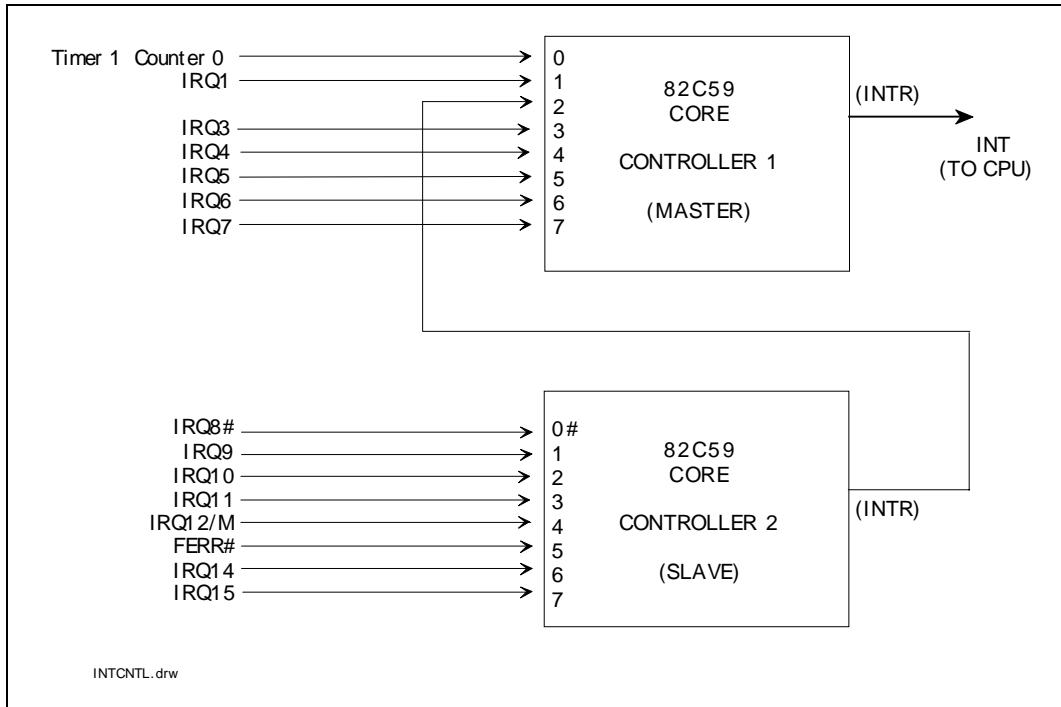 Timer 1 Counter 0
IRQ1
IRQ3
IRQ4
IRQ5
IRQ6
IRQ7
0
1
2
3
4
5
6
7
82C59
CORE
CONTROLLER 1
(MASTER)
(INTR)
INT
(TO CPU)
IRQ8#
IRQ9
IRQ10
IRQ11
IRQ12/M
FERR#
IRQ14
IRQ15
0#
1
2
3
4
5
6
7
82C59
CORE
CONTROLLER 2
(SLAVE)
(INTR)
INTCNTL.drw